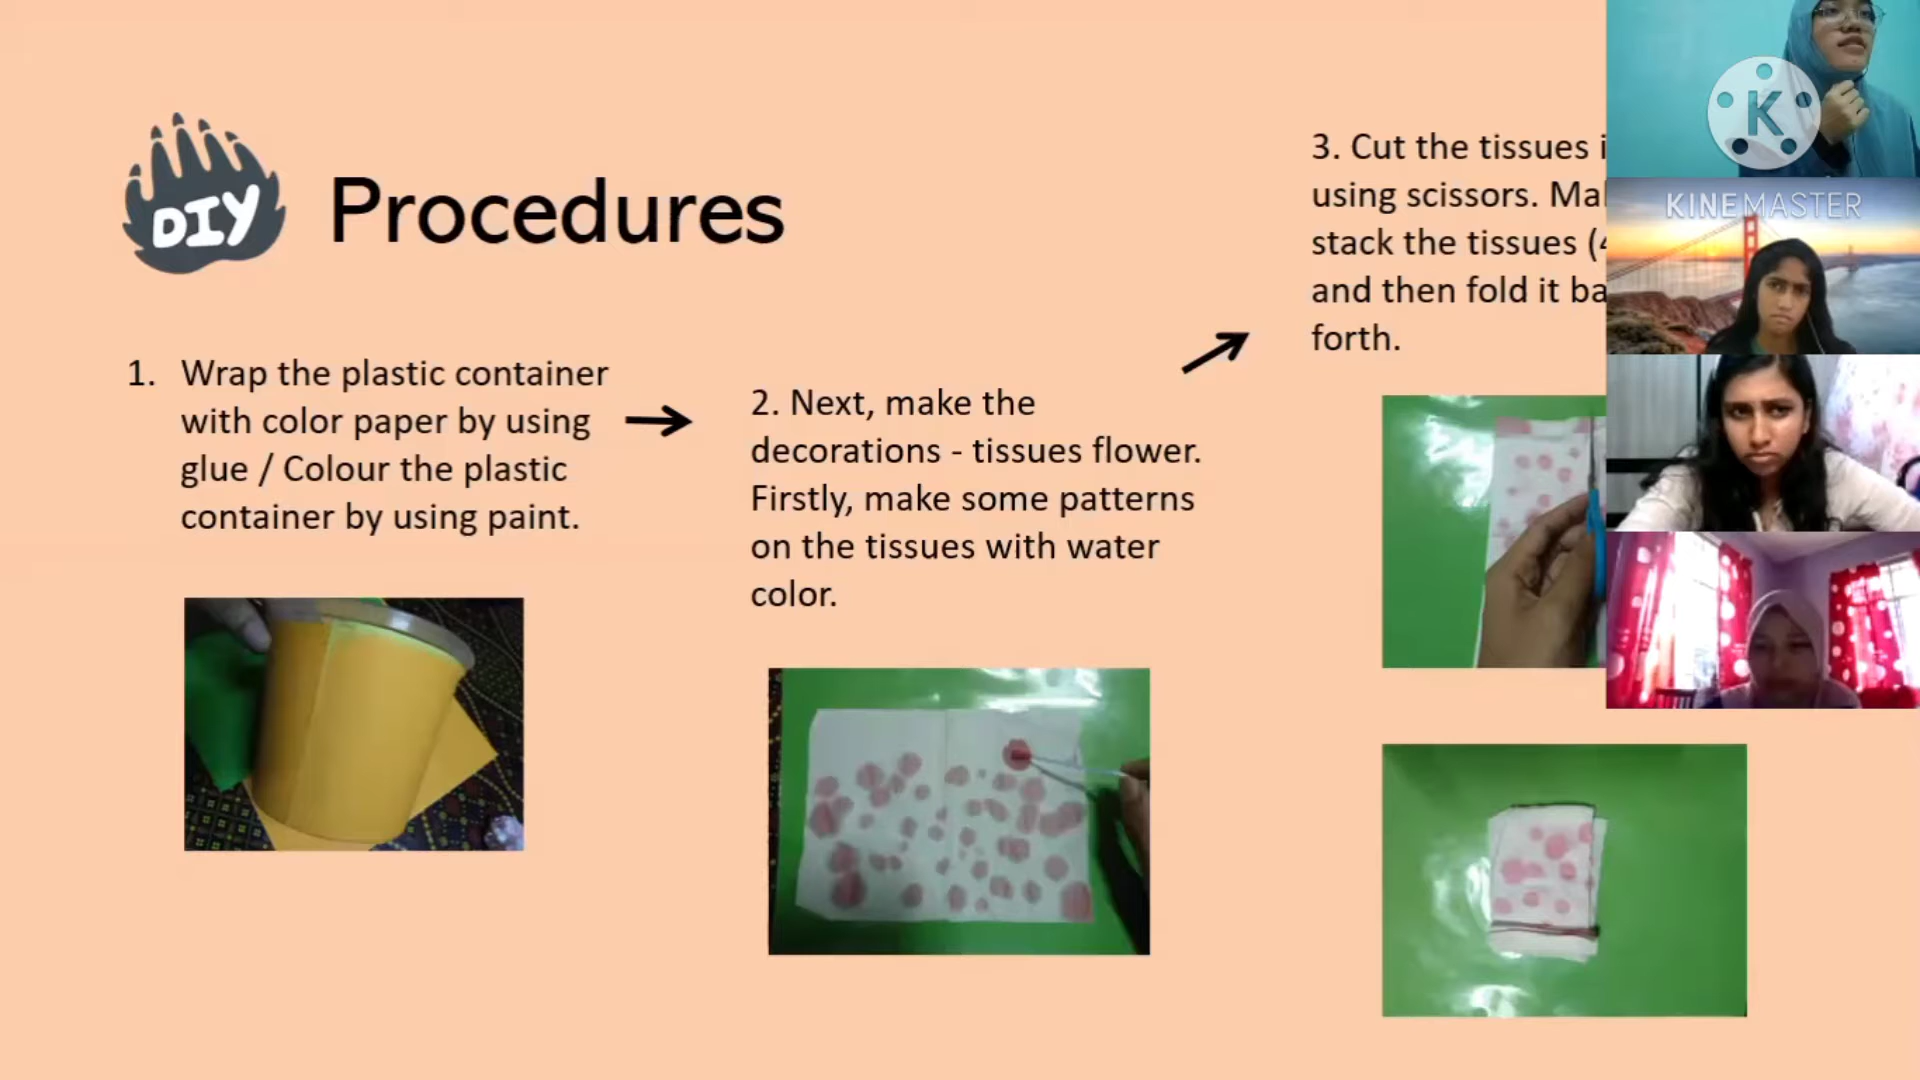 DIY
Procedures
1. Wrap the plastic container
with color paper by using
glue / Colour the plastic
container by using paint.
2. Next, make the
decorations - tissues flower.
Firstly, make some patterns
on the tissues with water
color.
3. Cut the tissues
using scissors.
stack the tissues
and then fold it
forth.
K
KINEMASTER